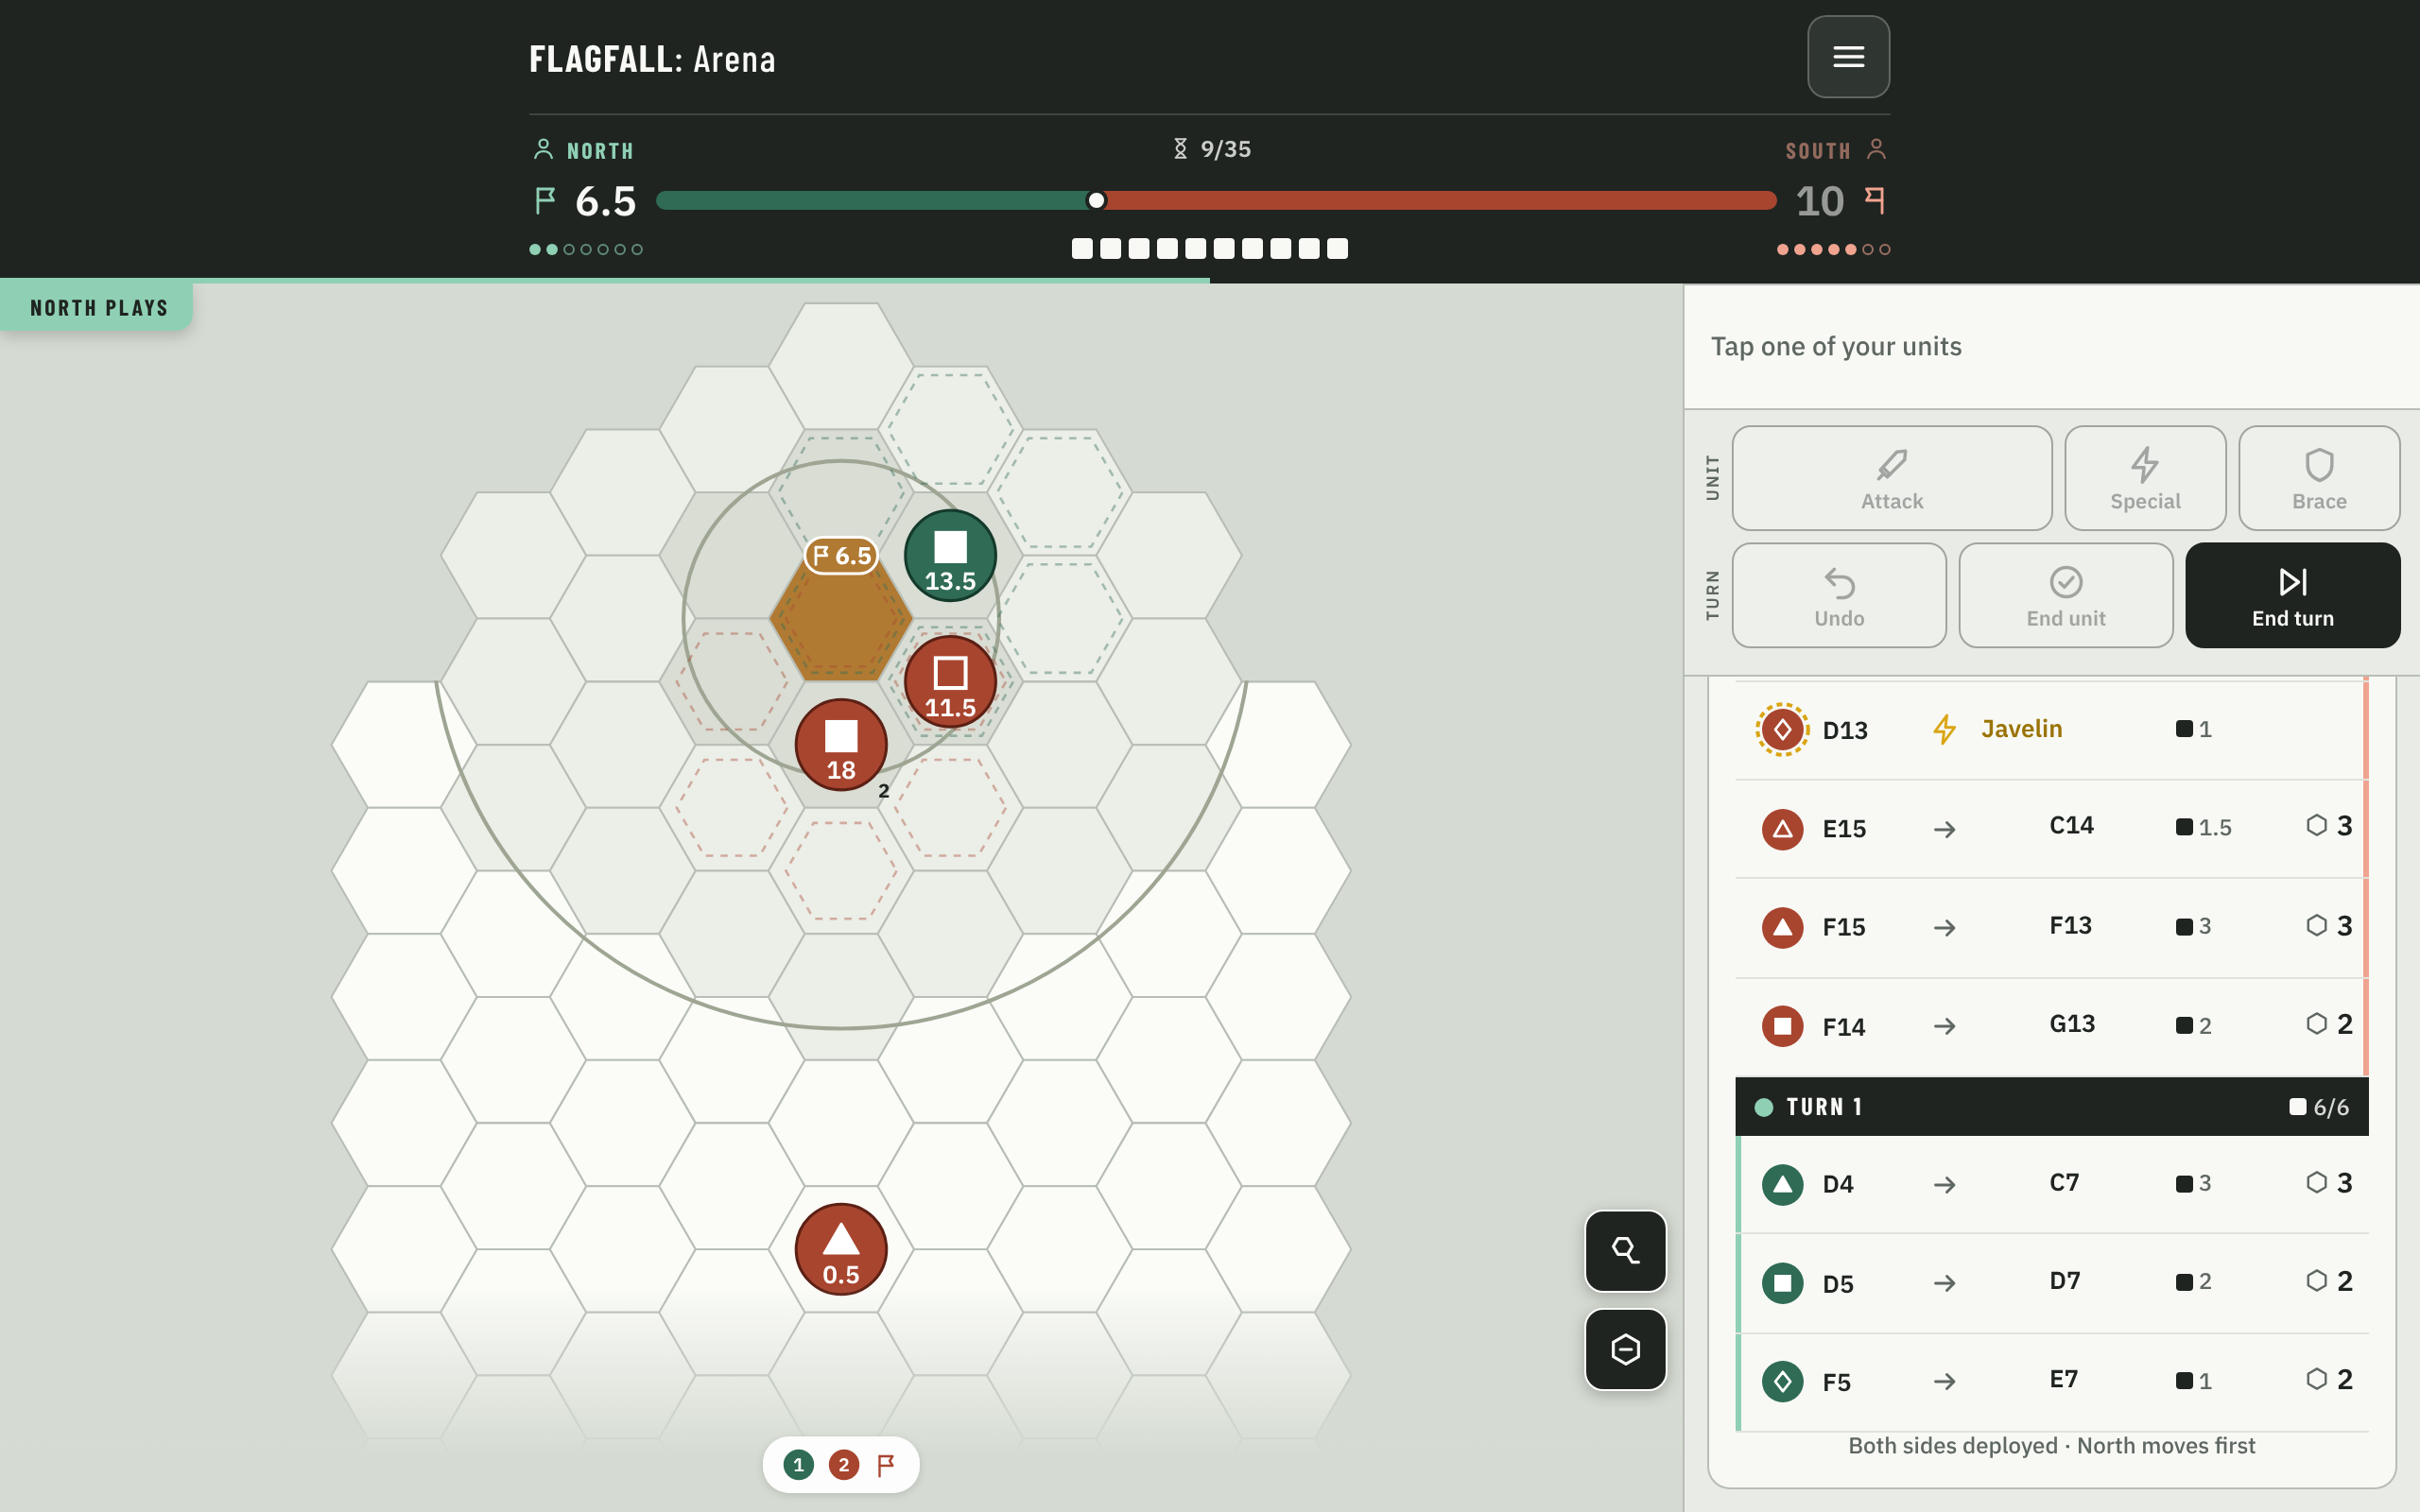 FLAGFALL: Arena
NORTH
9/35
SOUTH
6.5
10
NORTH PLAYS
Tap one of your units
UNIT
Attack
Special
Brace
TURN
Undo
End unit
End turn
6.5
13.5
11.5
18
2
0.5
1
2
D13 Javelin 1
E15 → C14 1.5 3
F15 → F13 3 3
F14 → G13 2 2
TURN 1 6/6
D4 → C7 3 3
D5 → D7 2 2
F5 → E7 1 2
Both sides deployed · North moves first